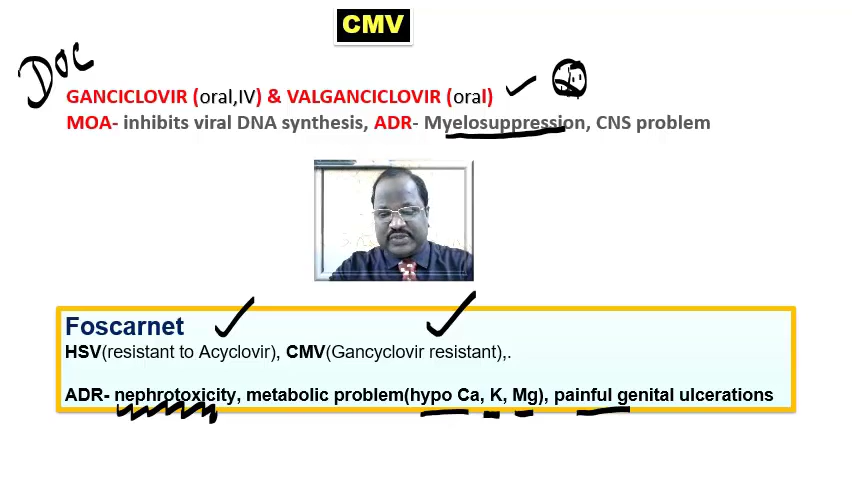 CMV
DOC
GANCICLOVIR (oral,IV) & VALGANCICLOVIR (oral)
MOA- inhibits viral DNA synthesis, ADR- Myelosuppression, CNS problem
Foscarnet
HSV(resistant to Acyclovir), CMV(Gancyclovir resistant),.
ADR- nephrotoxicity, metabolic problem(hypo Ca, K, Mg), painful genital ulcerations